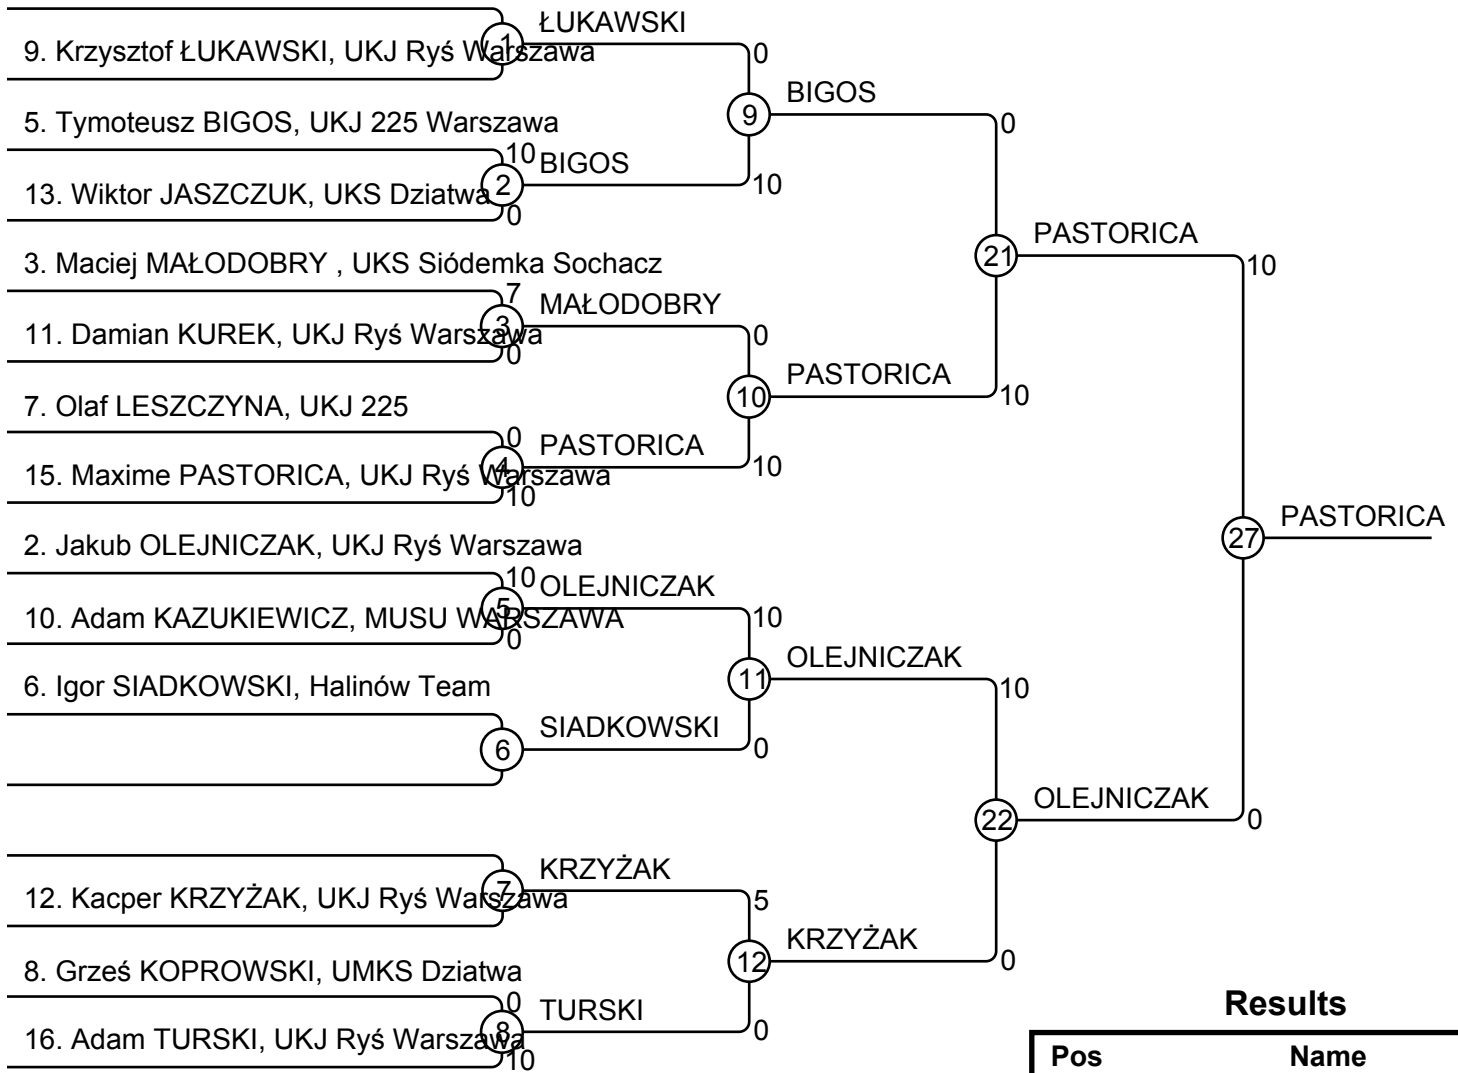 ŁUKAWSKI
9. Krzysztof ŁUKAWSKI, UKJ Ryś Warszawa
1
0
BIGOS
5. Tymoteusz BIGOS, UKJ 225 Warszawa
9
0
10
BIGOS
13. Wiktor JASZCZUK, UKS Dziatwa
2
10
0
PASTORICA
3. Maciej MAŁODOBRY , UKS Siódemka Sochacz
21
10
7
MAŁODOBRY
11. Damian KUREK, UKJ Ryś Warszawa
3
0
0
PASTORICA
7. Olaf LESZCZYNA, UKJ 225
10
10
0
PASTORICA
15. Maxime PASTORICA, UKJ Ryś Warszawa
4
10
10
PASTORICA
2. Jakub OLEJNICZAK, UKJ Ryś Warszawa
27
10
OLEJNICZAK
10. Adam KAZUKIEWICZ, MUSU WARSZAWA
5
10
0
OLEJNICZAK
6. Igor SIADKOWSKI, Halinów Team
11
10
SIADKOWSKI
6
0
OLEJNICZAK
22
0
KRZYŻAK
12. Kacper KRZYŻAK, UKJ Ryś Warszawa
7
5
KRZYŻAK
8. Grześ KOPROWSKI, UMKS Dziatwa
12
0
0
TURSKI
16. Adam TURSKI, UKJ Ryś Warszawa
8
0
10
Results
Pos Name